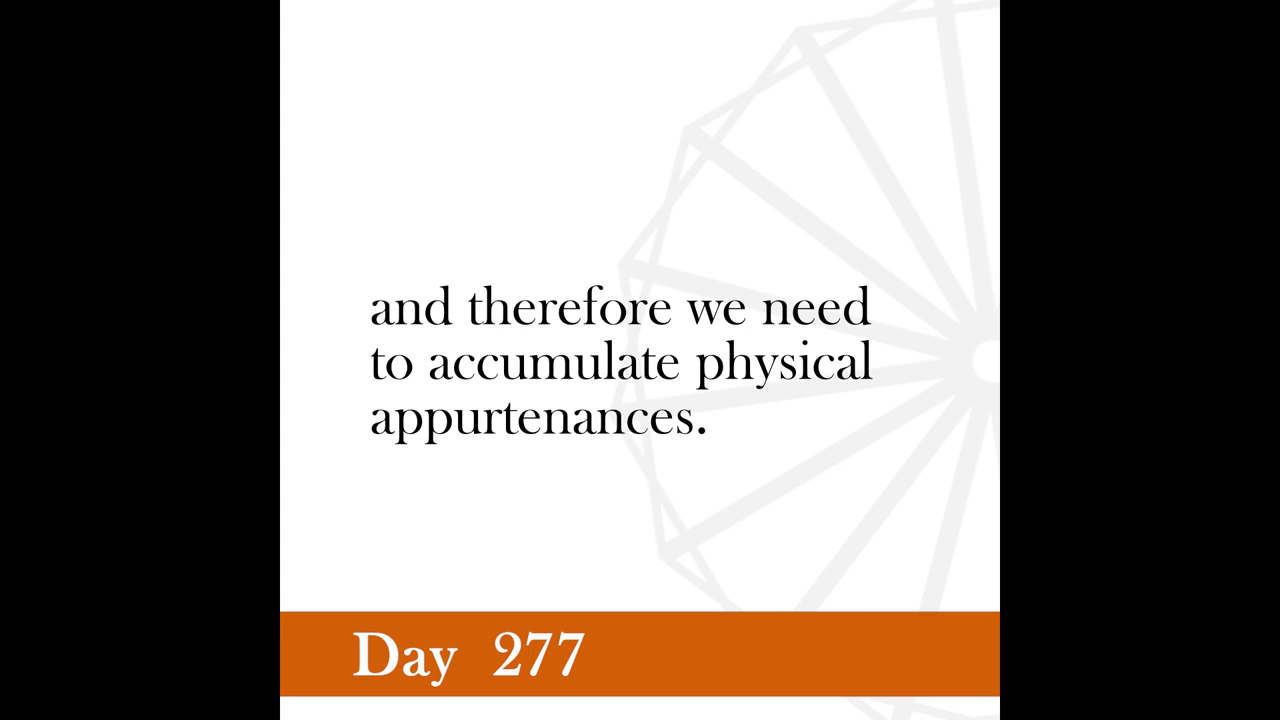 and therefore we need
to accumulate physical
appurtenances.
Day 277